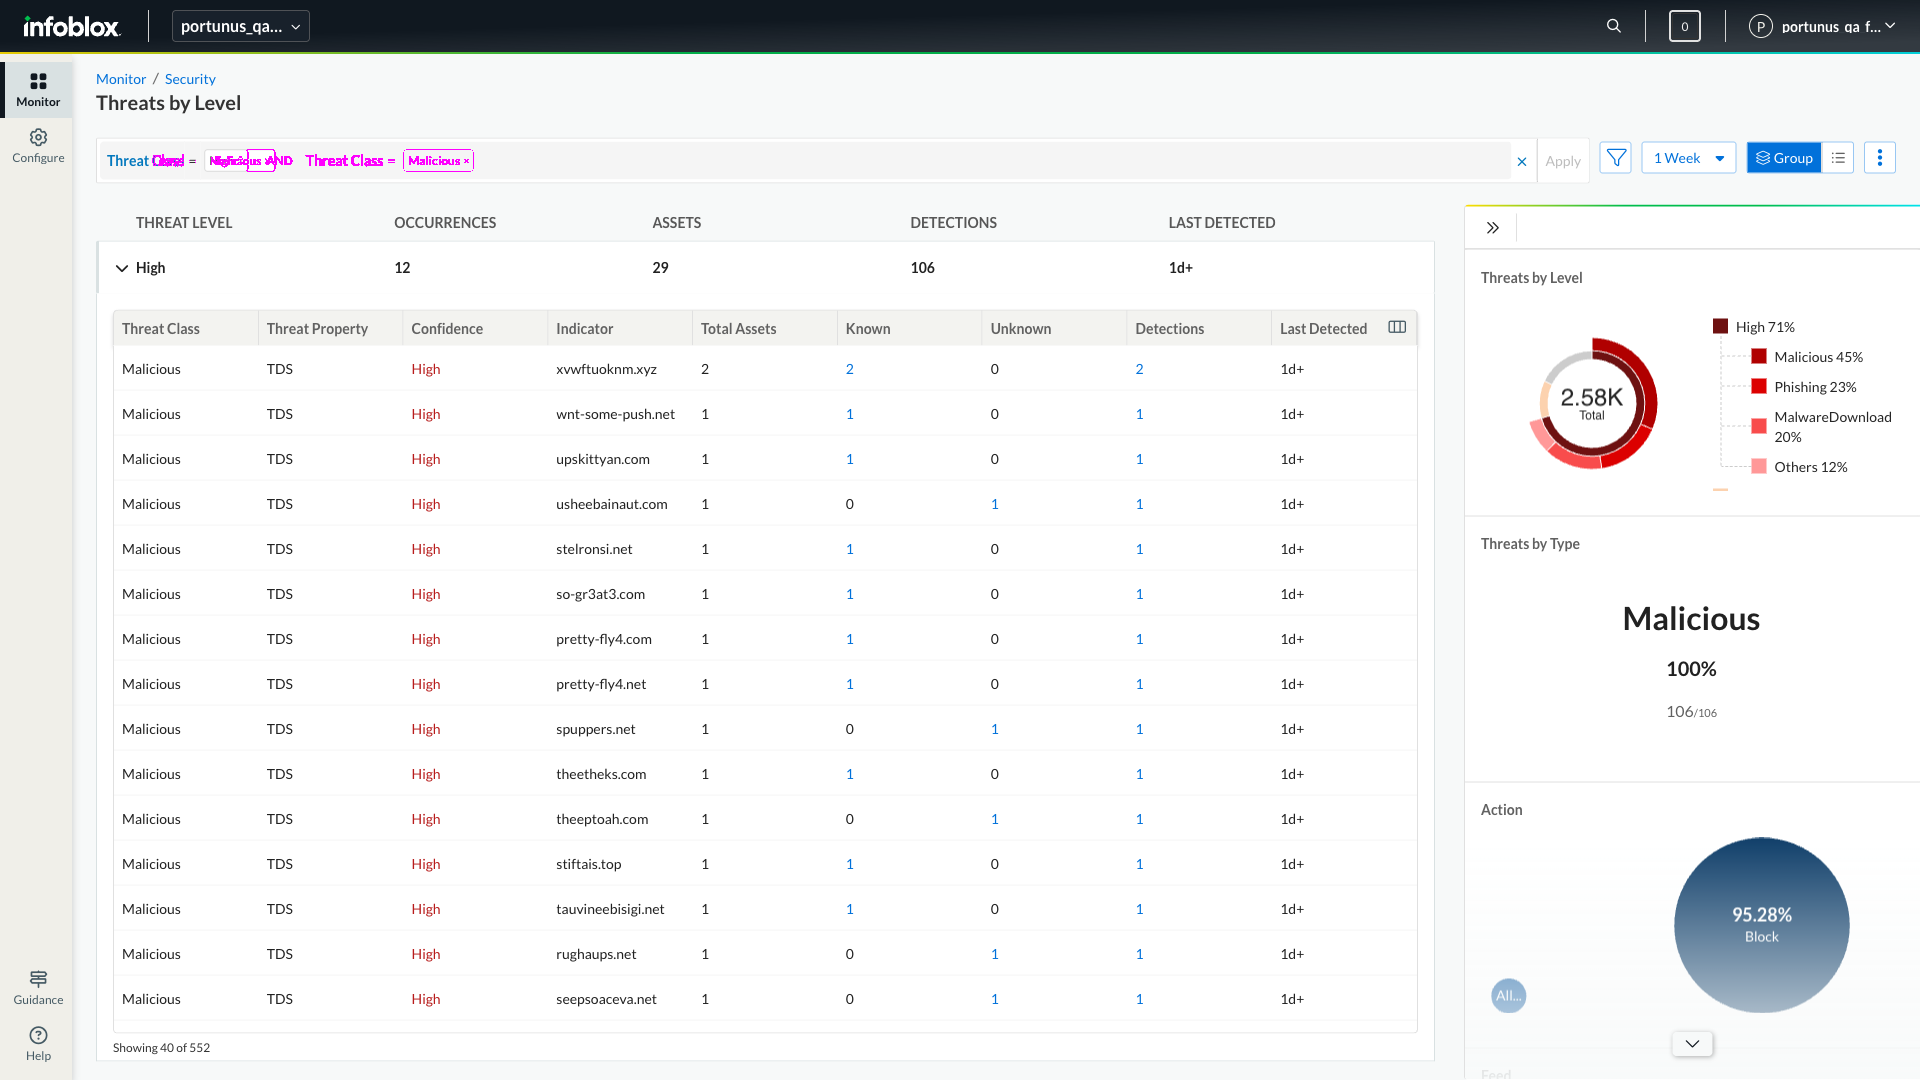 infoblox.
portunus_qa...
0
P
portunus_qa_f...
Monitor
Configure
Guidance
Help
Monitor / Security
Threats by Level
Threat = AND Threat Class = Malicious ×
×
Apply
1 Week
Group
THREAT LEVEL OCCURRENCES ASSETS DETECTIONS LAST DETECTED
High 12 29 106 1d+
Threat Class Threat Property Confidence Indicator Total Assets Known Unknown Detections Last Detected
Malicious TDS High xvwftuoknm.xyz 2 2 0 2 1d+
Malicious TDS High wnt-some-push.net 1 1 0 1 1d+
Malicious TDS High upskittyan.com 1 1 0 1 1d+
Malicious TDS High usheebainaut.com 1 0 1 1 1d+
Malicious TDS High stelronsi.net 1 1 0 1 1d+
Malicious TDS High so-gr3at3.com 1 1 0 1 1d+
Malicious TDS High pretty-fly4.com 1 1 0 1 1d+
Malicious TDS High pretty-fly4.net 1 1 0 1 1d+
Malicious TDS High spuppers.net 1 0 1 1 1d+
Malicious TDS High theetheks.com 1 1 0 1 1d+
Malicious TDS High theeptoah.com 1 0 1 1 1d+
Malicious TDS High stiftais.top 1 1 0 1 1d+
Malicious TDS High tauvineebisigi.net 1 1 0 1 1d+
Malicious TDS High rughaups.net 1 0 1 1 1d+
Malicious TDS High seepsoaceva.net 1 0 1 1 1d+
Showing 40 of 552
Threats by Level
2.58K
Total
High 71%
Malicious 45%
Phishing 23%
MalwareDownload
20%
Others 12%
Threats by Type
Malicious
100%
106/106
Action
95.28%
Block
All...
Feed